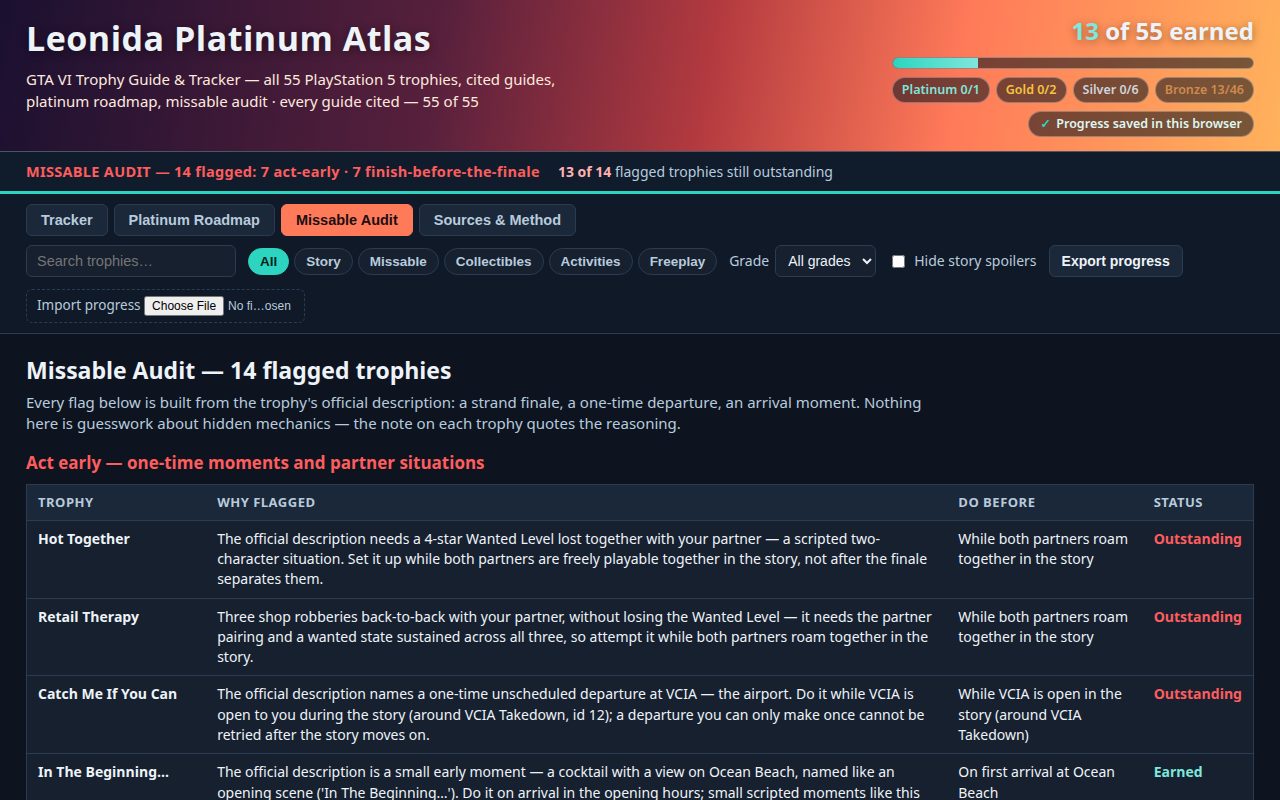 Leonida Platinum Atlas
GTA VI Trophy Guide & Tracker — all 55 PlayStation 5 trophies, cited guides,
platinum roadmap, missable audit · every guide cited — 55 of 55
13 of 55 earned
Platinum 0/1
Gold 0/2
Silver 0/6
Bronze 13/46
✓ Progress saved in this browser
MISSABLE AUDIT — 14 flagged: 7 act-early · 7 finish-before-the-finale
13 of 14 flagged trophies still outstanding
Tracker
Platinum Roadmap
Missable Audit
Sources & Method
Search trophies…
All
Story
Missable
Collectibles
Activities
Freeplay
Grade
All grades
Hide story spoilers
Export progress
Import progress
Choose File
No fi…osen
Missable Audit — 14 flagged trophies
Every flag below is built from the trophy's official description: a strand finale, a one-time departure, an arrival moment. Nothing
here is guesswork about hidden mechanics — the note on each trophy quotes the reasoning.
Act early — one-time moments and partner situations
TROPHY
WHY FLAGGED
DO BEFORE
STATUS
Hot Together
The official description needs a 4-star Wanted Level lost together with your partner — a scripted two-
character situation. Set it up while both partners are freely playable together in the story, not after the finale
separates them.
While both partners roam
together in the story
Outstanding
Retail Therapy
Three shop robberies back-to-back with your partner, without losing the Wanted Level — it needs the partner
pairing and a wanted state sustained across all three, so attempt it while both partners roam together in the
story.
While both partners roam
together in the story
Outstanding
Catch Me If You Can
The official description names a one-time unscheduled departure at VCIA — the airport. Do it while VCIA is
open to you during the story (around VCIA Takedown, id 12); a departure you can only make once cannot be
retried after the story moves on.
While VCIA is open in the
story (around VCIA
Takedown)
Outstanding
In The Beginning...
The official description is a small early moment — a cocktail with a view on Ocean Beach, named like an
opening scene ('In The Beginning...'). Do it on arrival in the opening hours; small scripted moments like this
On first arrival at Ocean
Beach
Earned